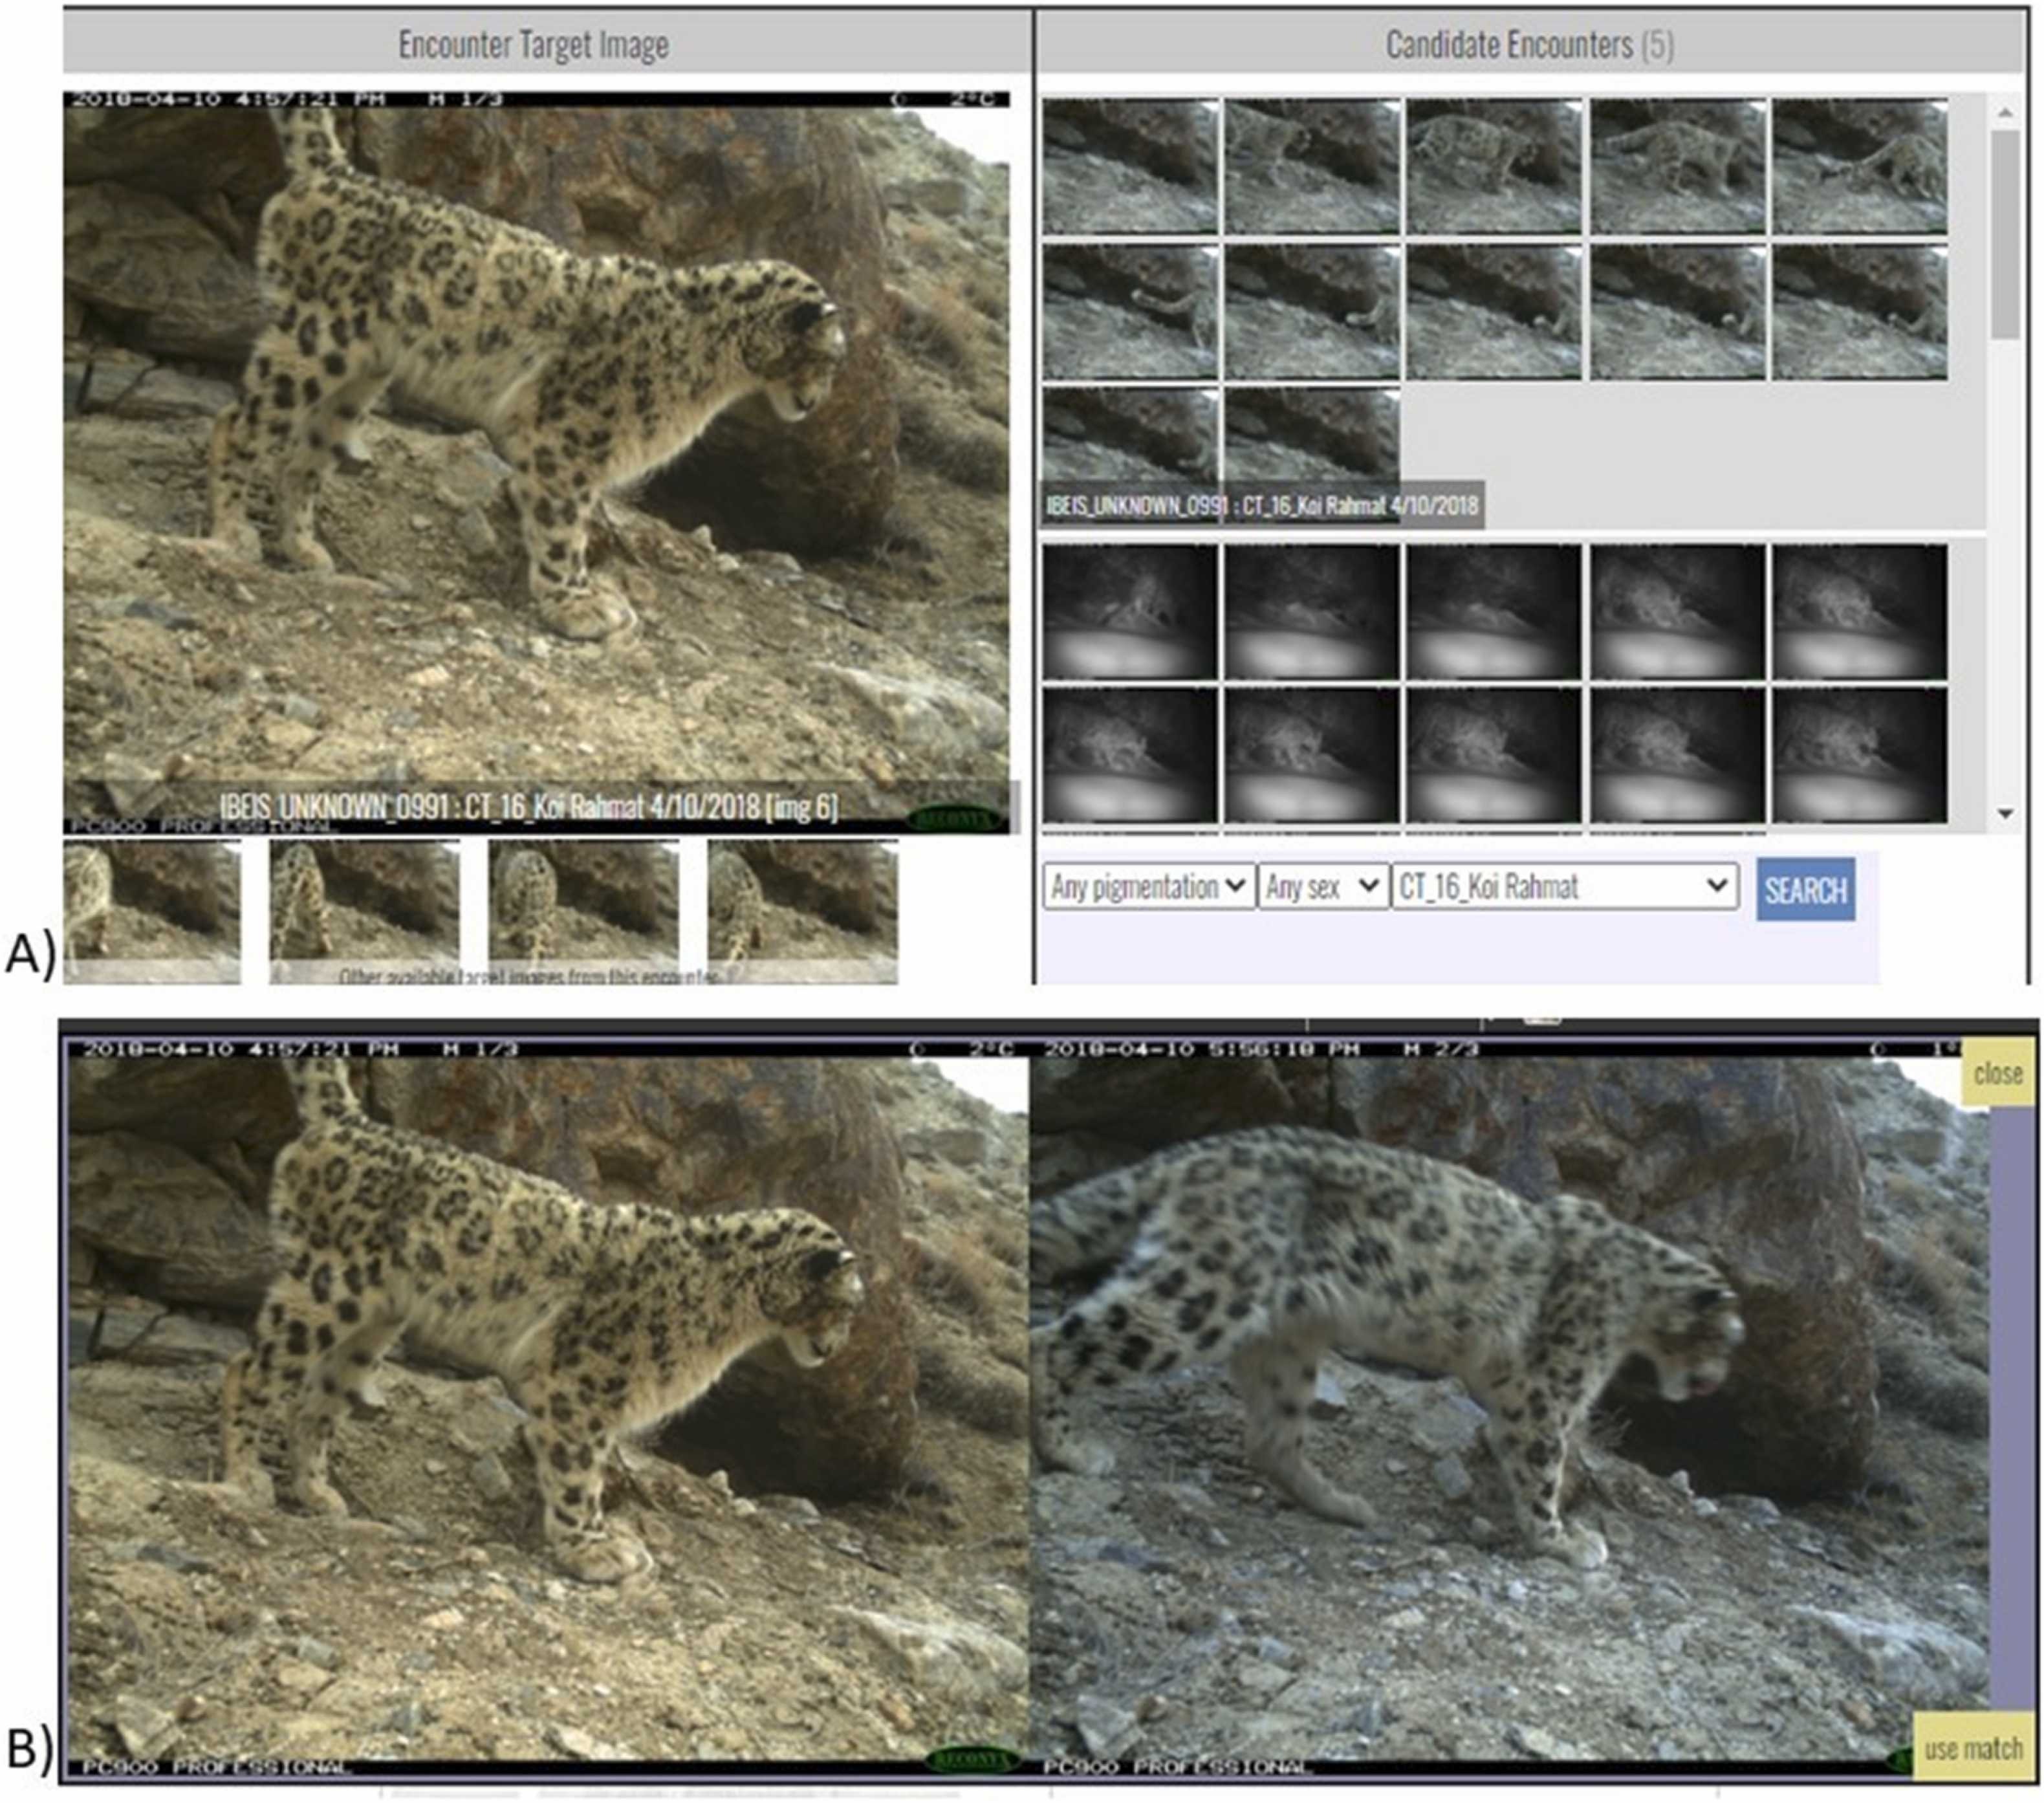 Encounter Target Image
Candidate Encounters (5)
2018-04-10 4:57:21 PM M 1/3 2°C
IBEIS_UNKNOWN_0991 : CT_16_Koi Rahmat 4/10/2018
IBEIS_UNKNOWN_0991 : CT_16_Koi Rahmat 4/10/2018 [img 6]
PC900 PROFESSIONAL
RECONYX
Any pigmentation
Any sex
CT_16_Koi Rahmat
SEARCH
Other available target images from this encounter
A)
2018-04-10 4:57:21 PM M 1/3 2°C
2018-04-10 5:56:18 PM M 2/3 1°
close
B)
PC900 PROFESSIONAL
RECONYX
PC900 PROFESSIONAL
use match